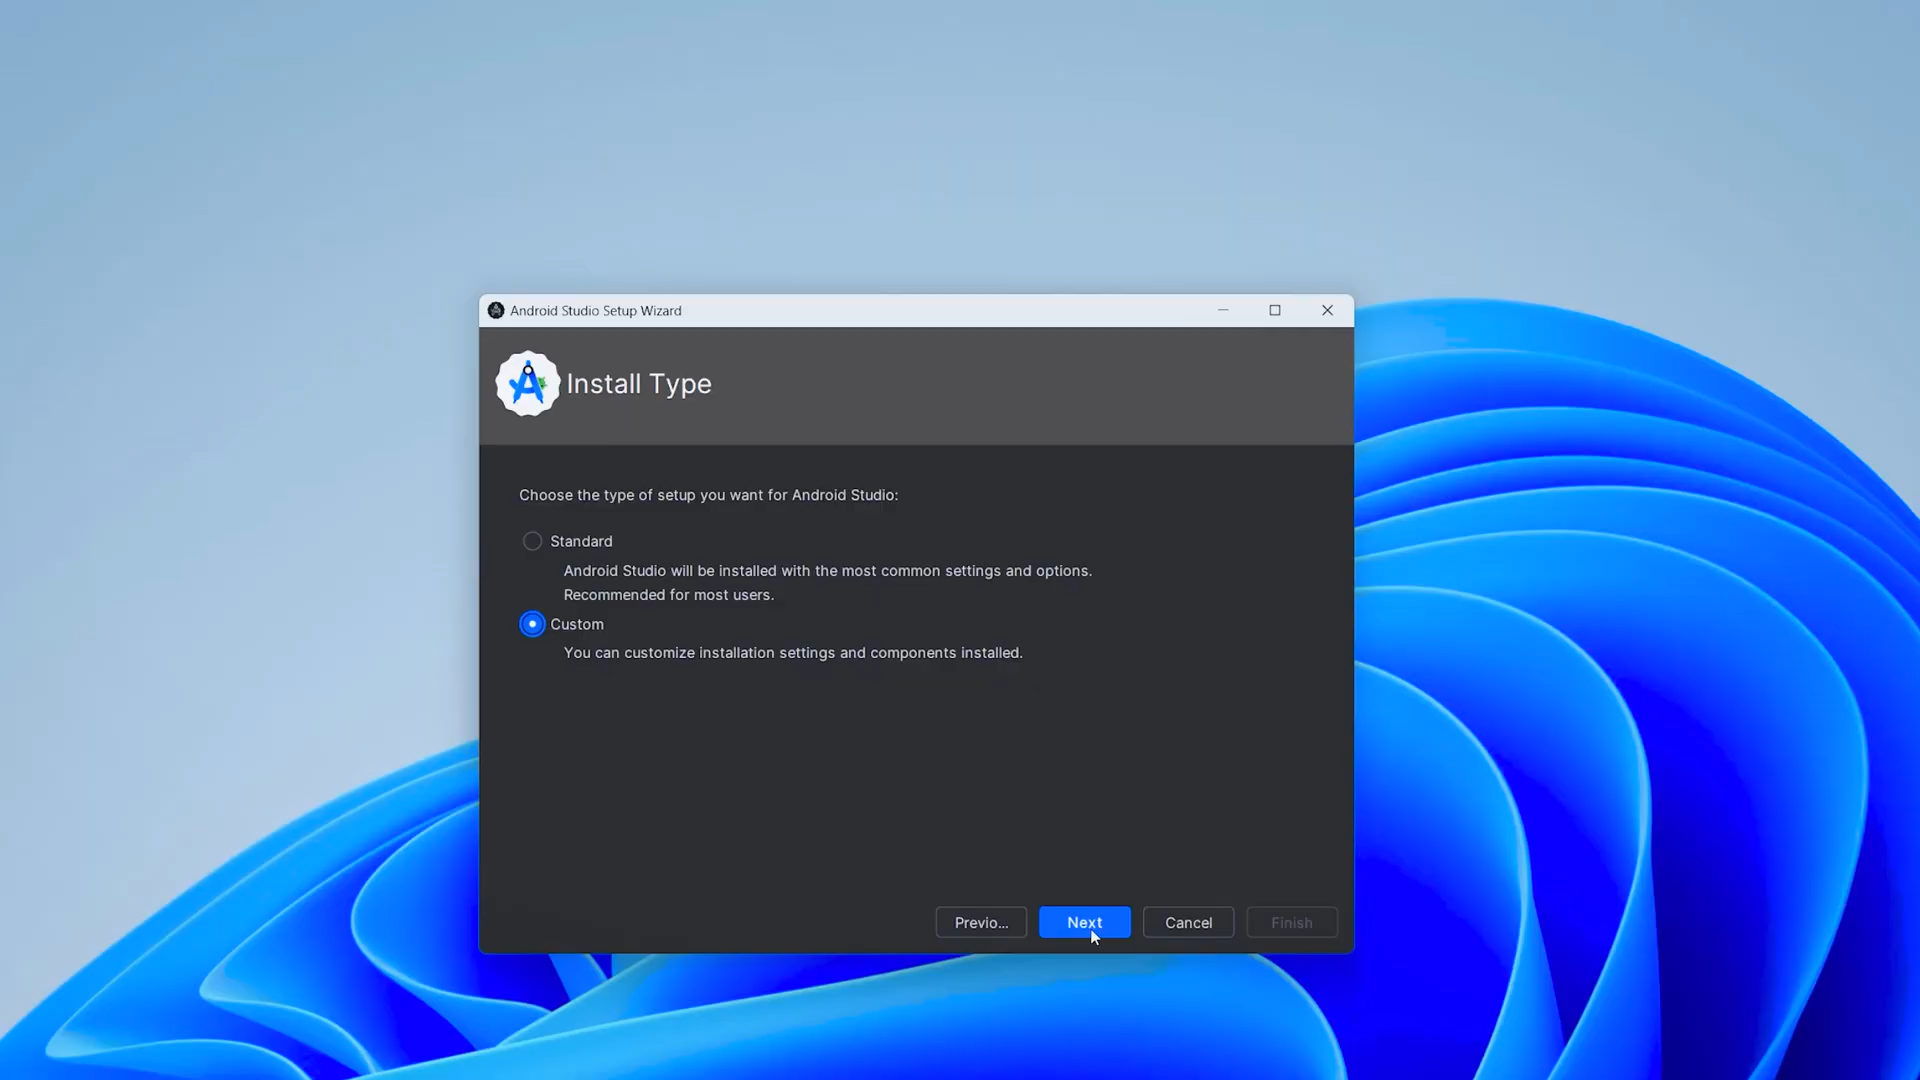 Android Studio Setup Wizard
Install Type
Choose the type of setup you want for Android Studio:
Standard
Android Studio will be installed with the most common settings and options.
Recommended for most users.
Custom
You can customize installation settings and components installed.
Previo... Next Cancel Finish